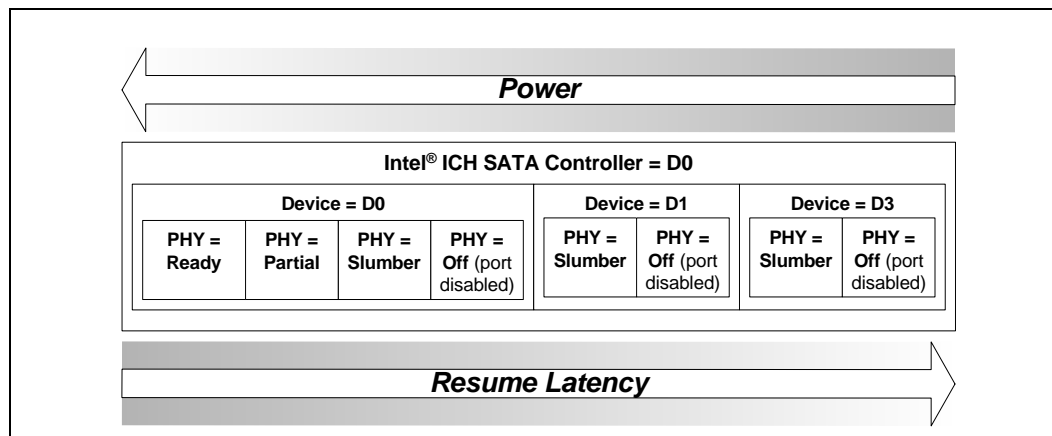 Power
Intel® ICH SATA Controller = D0
Device = D0
PHY =
Ready
PHY =
Partial
PHY =
Slumber
PHY =
Off (port
disabled)
Device = D1
PHY =
Slumber
PHY =
Off (port
disabled)
Device = D3
PHY =
Slumber
PHY =
Off (port
disabled)
Resume Latency